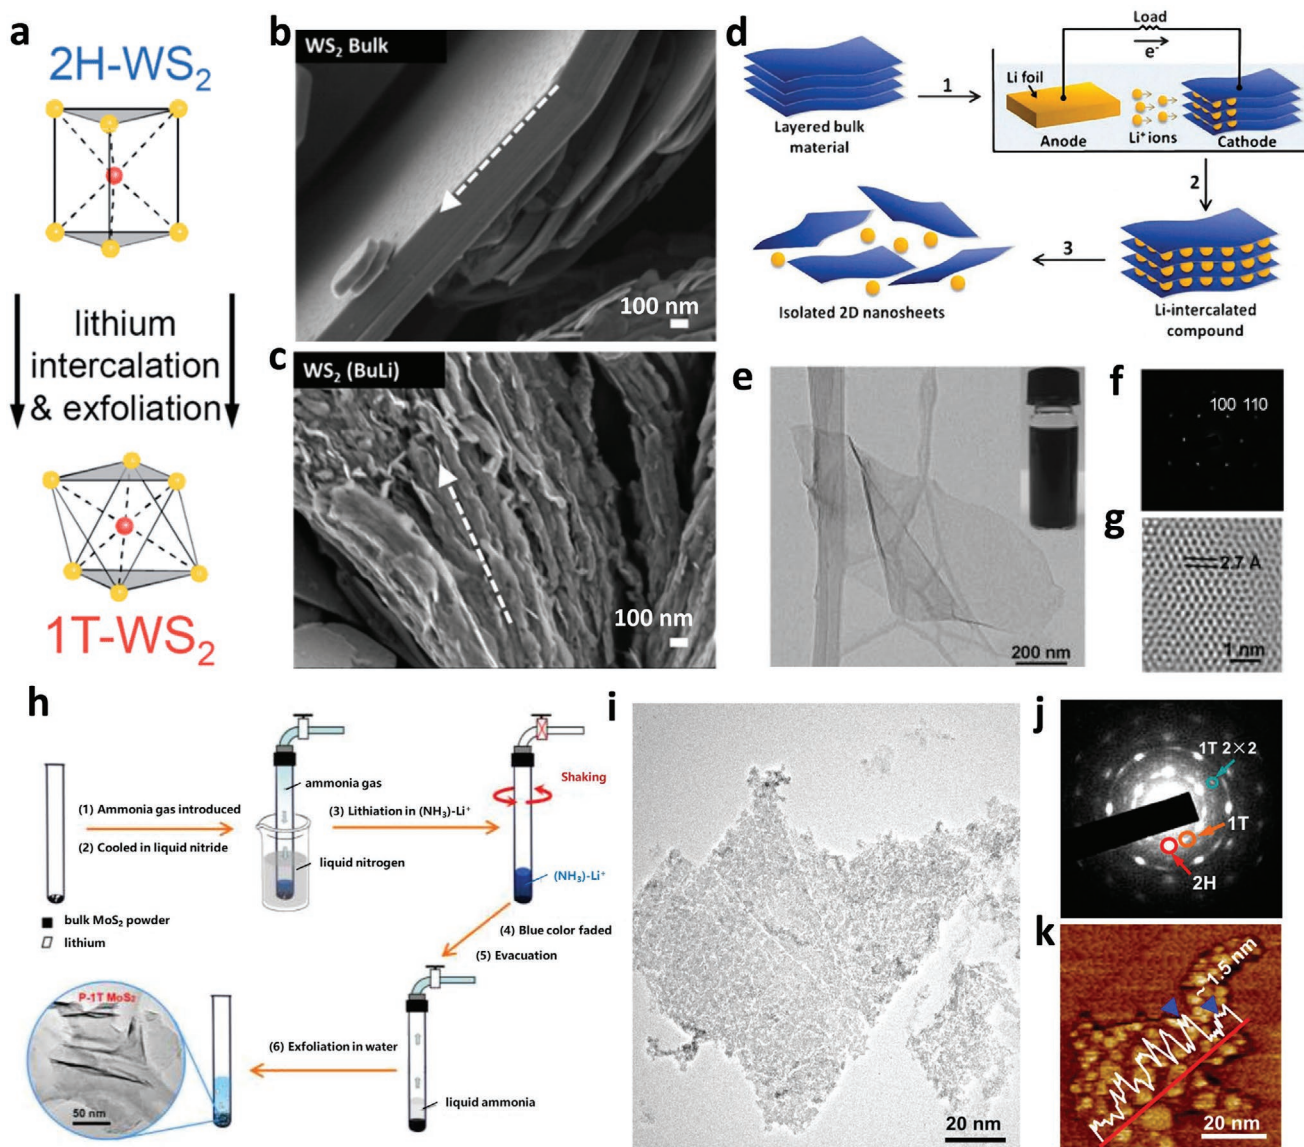 a
2H-WS₂
lithium
intercalation
& exfoliation
1T-WS₂
b
WS₂ Bulk
100 nm
c
WS₂ (BuLi)
100 nm
d
Layered bulk
material
1
Load
e⁻
Li foil
Anode
Li⁺ ions
Cathode
2
Li-intercalated
compound
3
Isolated 2D nanosheets
e
200 nm
f
100 110
g
2.7 Å
1 nm
h
(1) Ammonia gas introduced
(2) Cooled in liquid nitride
bulk MoS₂ powder
lithium
ammonia gas
liquid nitrogen
(3) Lithiation in (NH₃)-Li⁺
Shaking
(NH₃)-Li⁺
(4) Blue color faded
(5) Evacuation
liquid ammonia
(6) Exfoliation in water
P-1T MoS₂
50 nm
i
20 nm
j
1T 2×2
1T
2H
k
~ 1.5 nm
20 nm